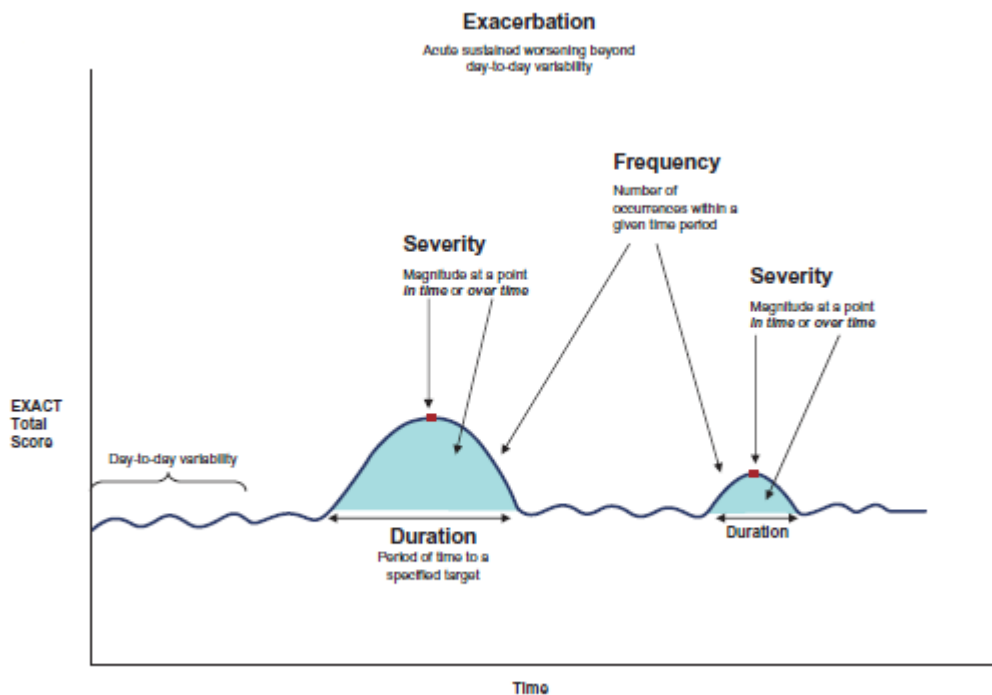 Exacerbation
Acute sustained worsening beyond
day-to-day variability
Frequency
Number of
occurrences within a
given time period
Severity
Magnitude at a point
in time or over time
Severity
Magnitude at a point
in time or over time
EXACT
Total
Score
Day-to-day variability
Duration
Period of time to a
specified target
Duration
Time